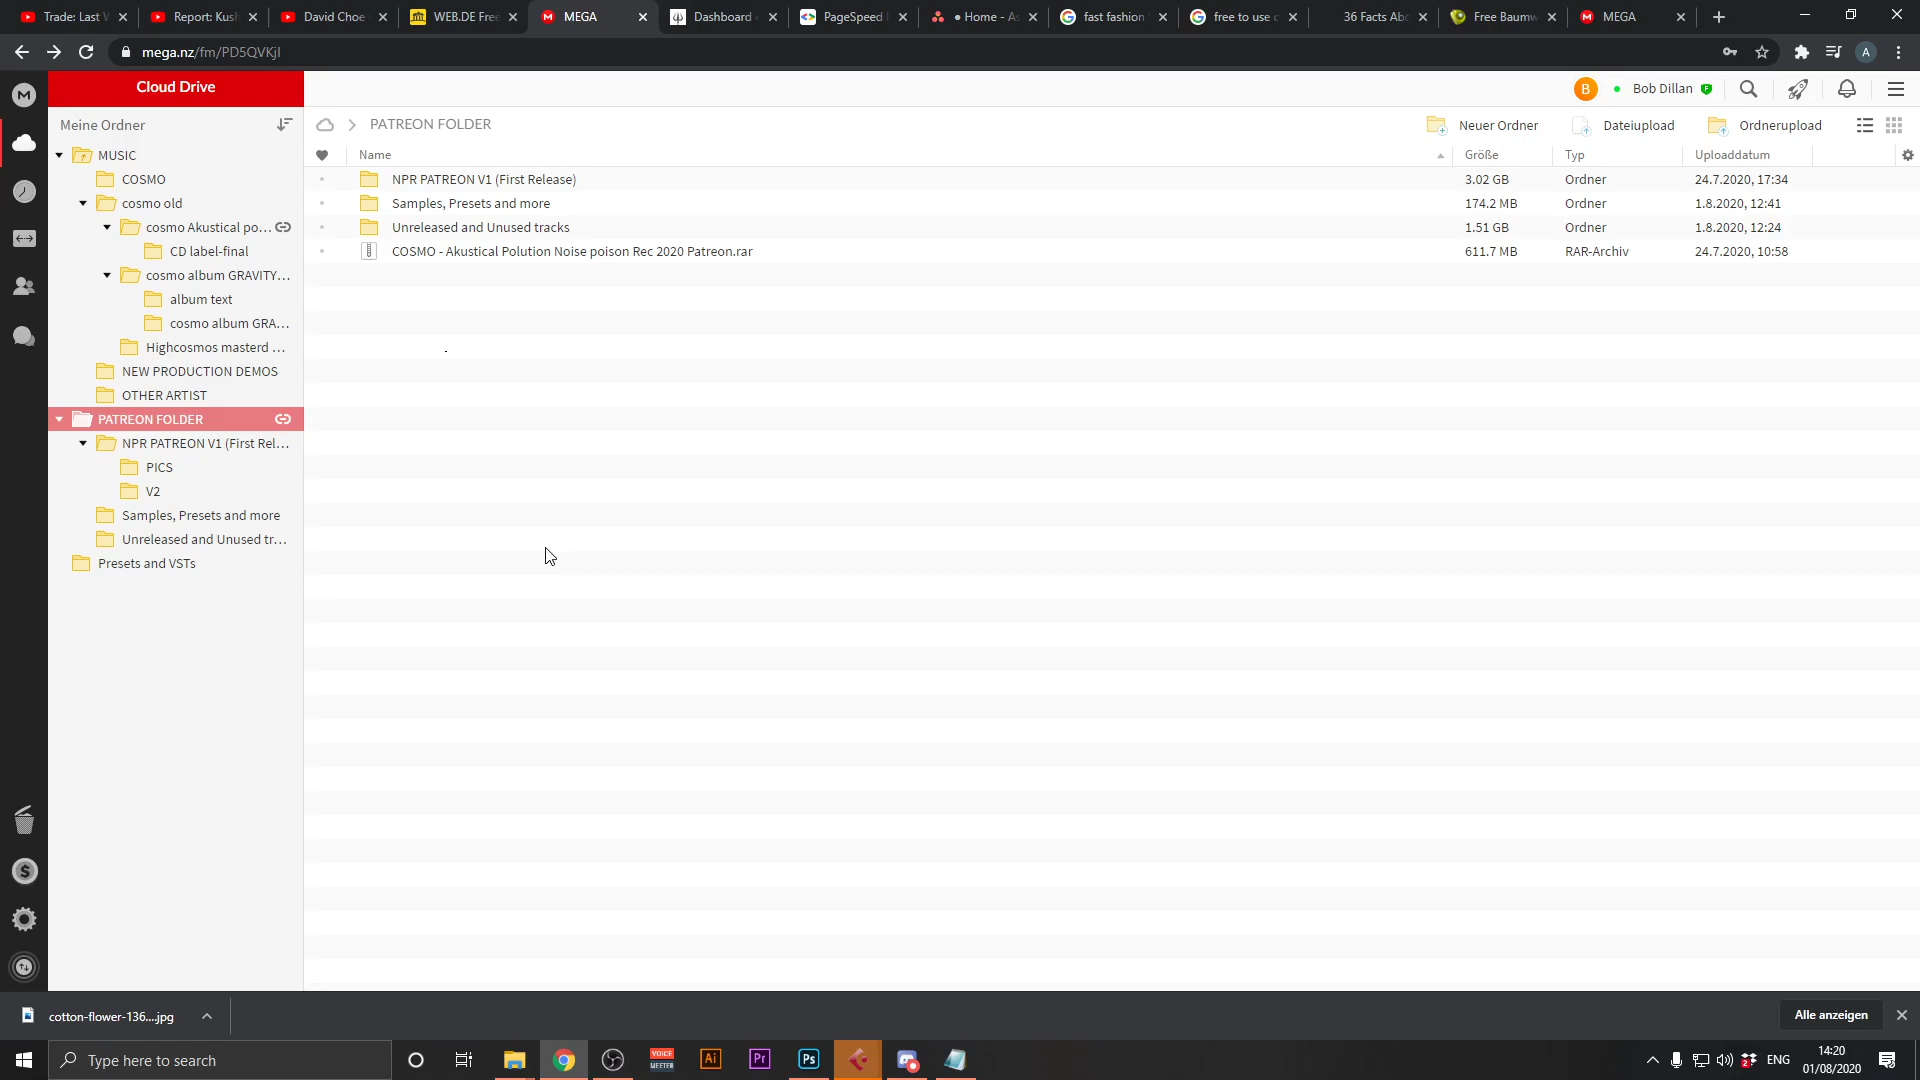 Trade: Last W
Report: Kush
David Choe
WEB.DE Free
MEGA
Dashboard
PageSpeed
● Home - As
fast fashion
free to use c
36 Facts Abo
Free Baumw
MEGA
mega.nz/fm/PD5QVKjI
A
Cloud Drive
B
Bob Dillan
Meine Ordner
PATREON FOLDER
Neuer Ordner
Dateiupload
Ordnerupload
Name
Größe
Typ
Uploaddatum
NPR PATREON V1 (First Release) 3.02 GB Ordner 24.7.2020, 17:34
Samples, Presets and more 174.2 MB Ordner 1.8.2020, 12:41
Unreleased and Unused tracks 1.51 GB Ordner 1.8.2020, 12:24
COSMO - Akustical Polution Noise poison Rec 2020 Patreon.rar 611.7 MB RAR-Archiv 24.7.2020, 10:58
MUSIC
COSMO
cosmo old
cosmo Akustical po...
CD label-final
cosmo album GRAVITY...
album text
cosmo album GRA...
Highcosmos masterd ...
NEW PRODUCTION DEMOS
OTHER ARTIST
PATREON FOLDER
NPR PATREON V1 (First Rel...
PICS
V2
Samples, Presets and more
Unreleased and Unused tr...
Presets and VSTs
cotton-flower-136....jpg
Alle anzeigen
Type here to search
VOICE
MEETER
Ai
Pr
Ps
2
ENG
14:20
01/08/2020